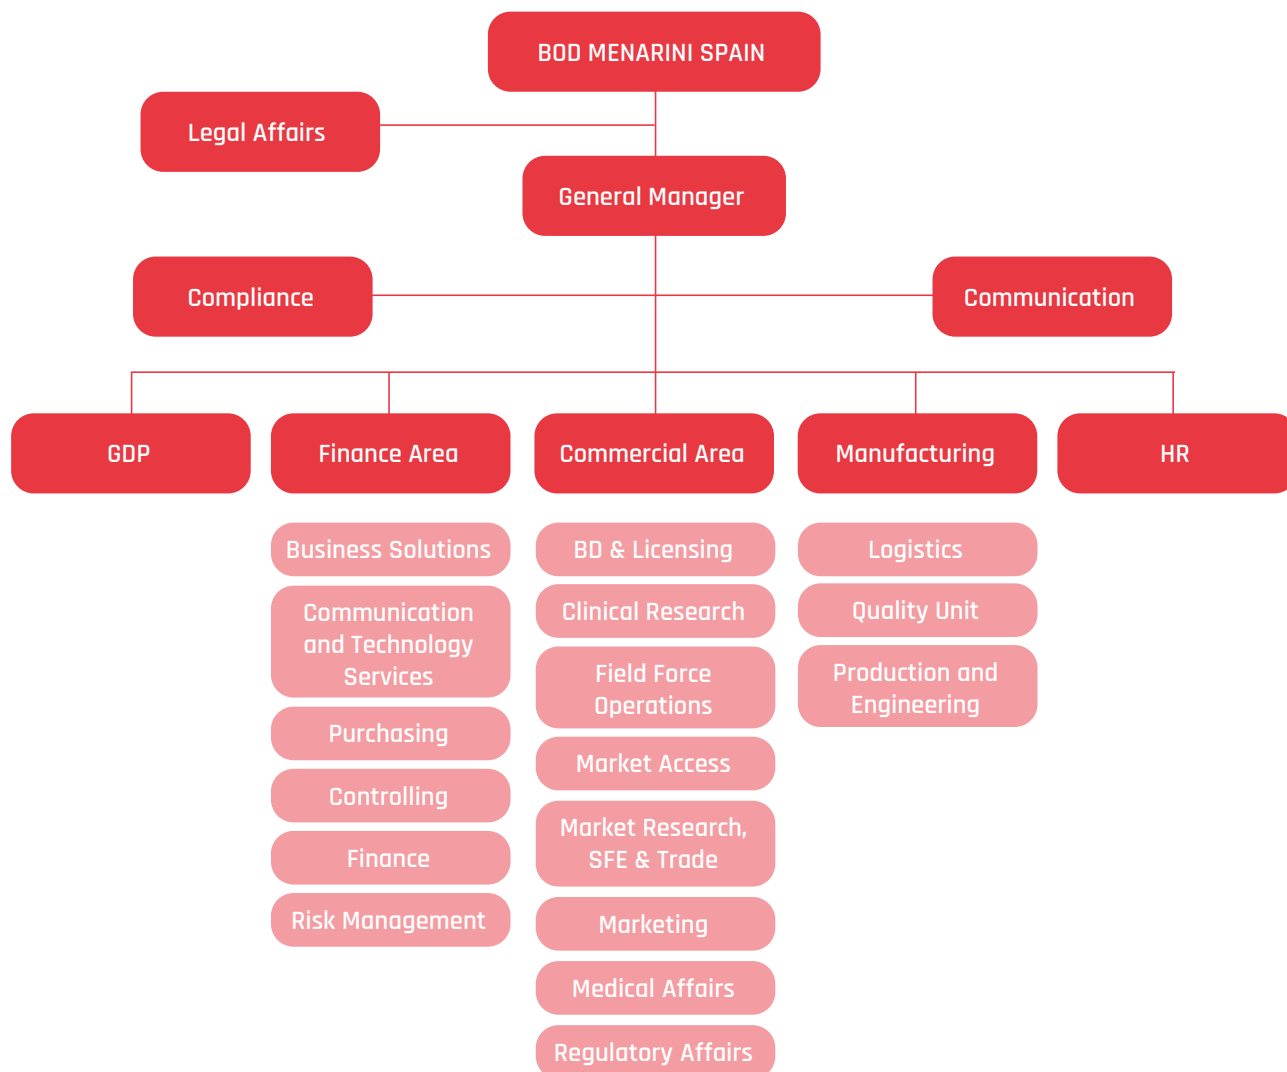 BOD MENARINI SPAIN
Legal Affairs
General Manager
Compliance
Communication
GDP
Finance Area
Commercial Area
Manufacturing
HR
Business Solutions
Communication
and Technology
Services
Purchasing
Controlling
Finance
Risk Management
BD & Licensing
Clinical Research
Field Force
Operations
Market Access
Market Research,
SFE & Trade
Marketing
Medical Affairs
Regulatory Affairs
Logistics
Quality Unit
Production and
Engineering